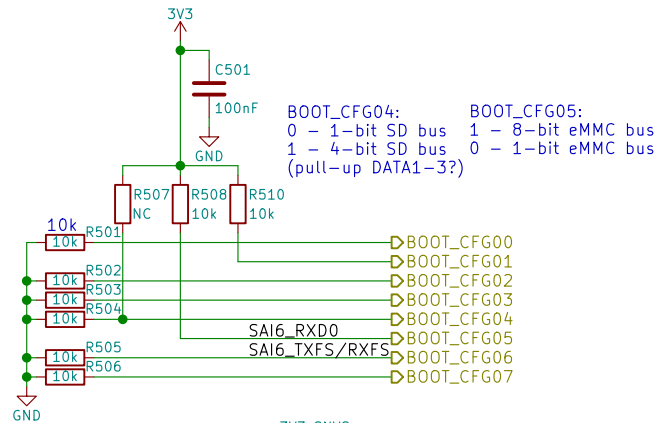 3V3
C501
100nF
GND
BOOT_CFG04:
0 - 1-bit SD bus
1 - 4-bit SD bus
(pull-up DATA1-3?)
BOOT_CFG05:
1 - 8-bit eMMC bus
0 - 1-bit eMMC bus
R507
NC
R508
10k
R510
10k
10k
R501
10k
BOOT_CFG00
BOOT_CFG01
R502
10k
BOOT_CFG02
R503
10k
BOOT_CFG03
R504
10k
BOOT_CFG04
SAI6_RXD0
BOOT_CFG05
SAI6_TXFS/RXFS
R505
10k
BOOT_CFG06
R506
10k
BOOT_CFG07
GND